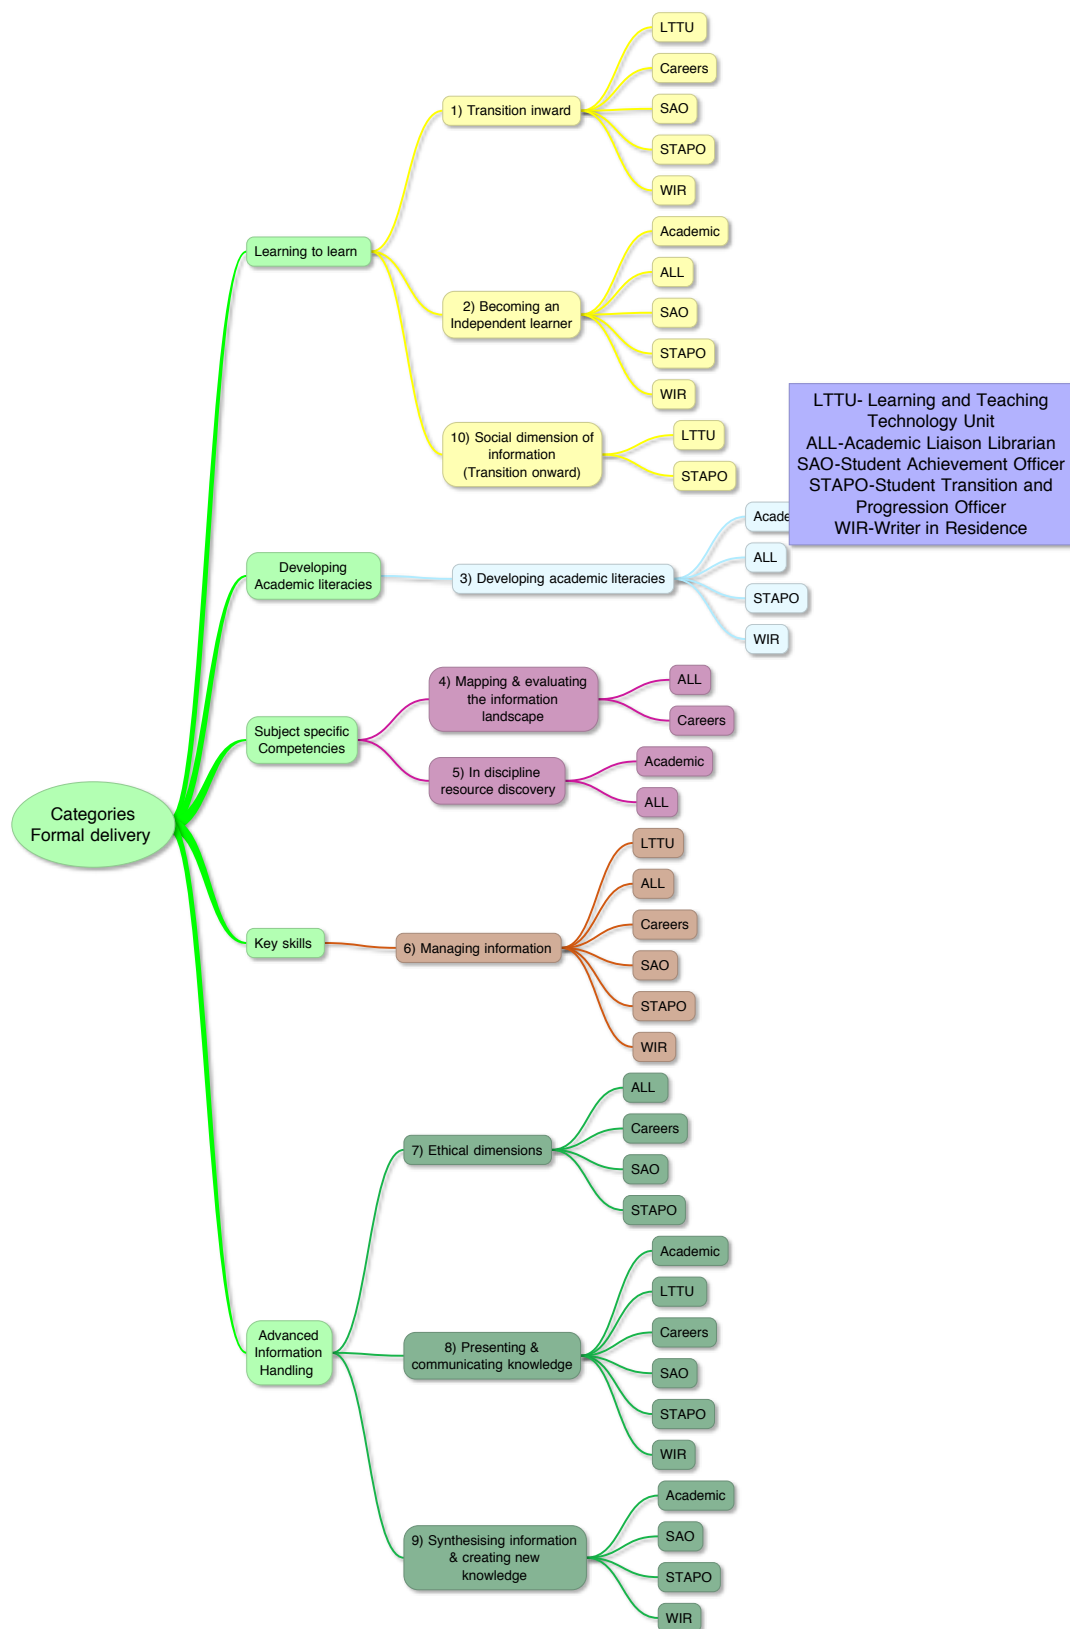 LTTU
Careers
1) Transition inward
SAO
STAPO
WIR
Academic
Learning to learn
ALL
2) Becoming an
Independent learner
SAO
STAPO
WIR
10) Social dimension of
information
(Transition onward)
LTTU
STAPO
LTTU- Learning and Teaching
Technology Unit
ALL-Academic Liaison Librarian
SAO-Student Achievement Officer
STAPO-Student Transition and
Progression Officer
WIR-Writer in Residence
Acade
Developing
Academic literacies
3) Developing academic literacies
ALL
STAPO
WIR
Subject specific
Competencies
4) Mapping & evaluating
the information
landscape
ALL
Careers
5) In discipline
resource discovery
Academic
ALL
Categories
Formal delivery
Key skills
6) Managing information
LTTU
ALL
Careers
SAO
STAPO
WIR
Advanced
Information
Handling
7) Ethical dimensions
ALL
Careers
SAO
STAPO
8) Presenting &
communicating knowledge
Academic
LTTU
Careers
SAO
STAPO
WIR
9) Synthesising information
& creating new
knowledge
Academic
SAO
STAPO
WIR